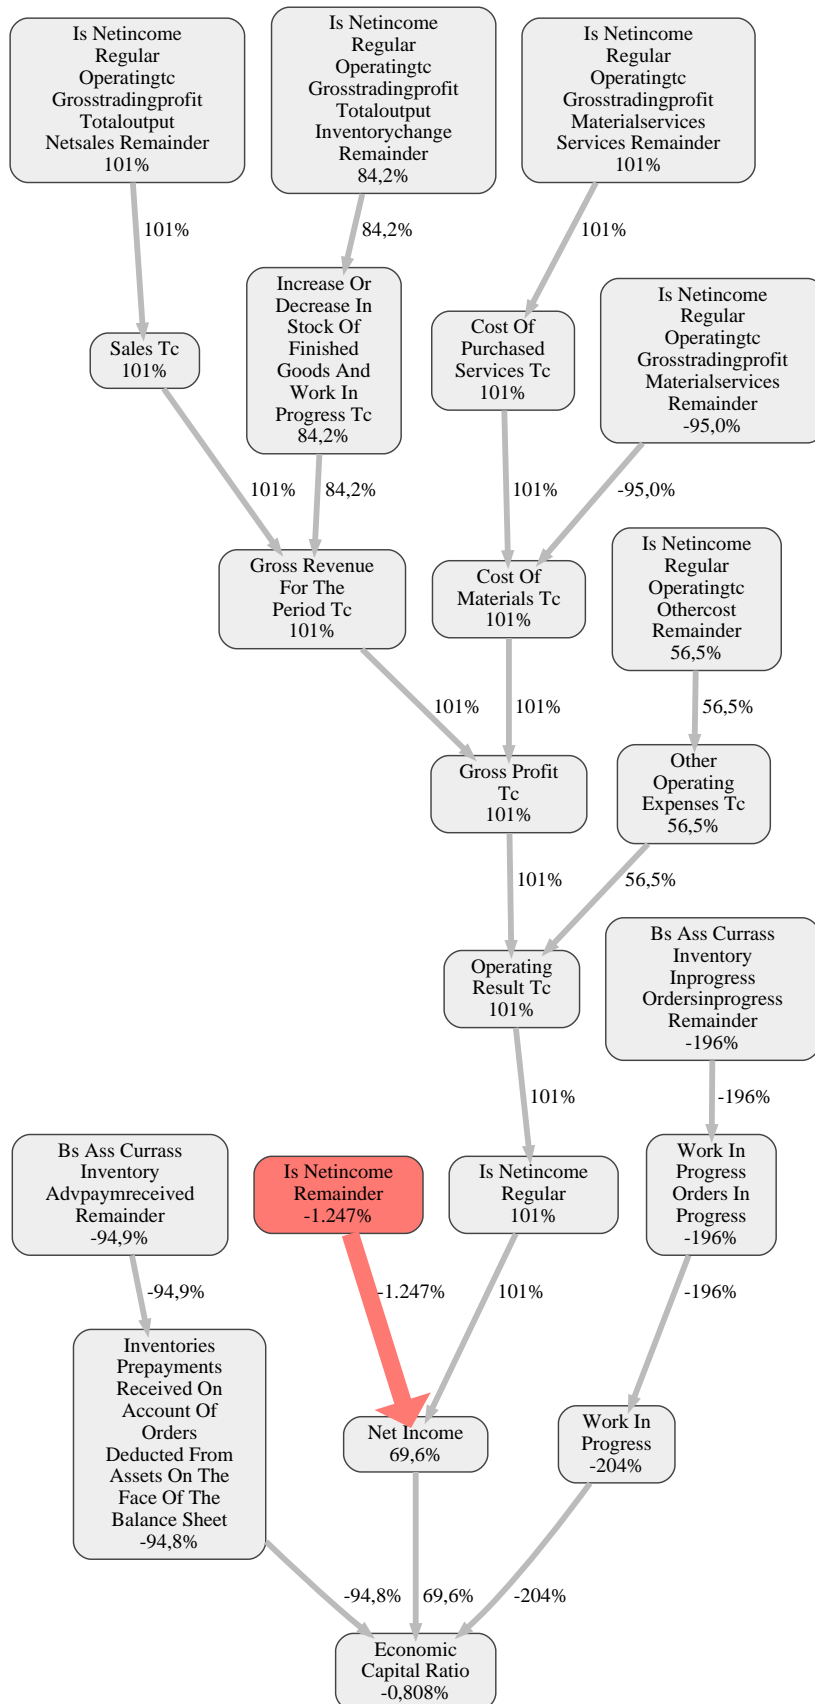 Is Netincome
Regular
Operatingtc
Grosstradingprofit
Totaloutput
Netsales Remainder
101%
Is Netincome
Regular
Operatingtc
Grosstradingprofit
Totaloutput
Inventorychange
Remainder
84,2%
Is Netincome
Regular
Operatingtc
Grosstradingprofit
Materialservices
Services Remainder
101%
101%
84,2%
101%
Sales Tc
101%
Increase Or
Decrease In
Stock Of
Finished
Goods And
Work In
Progress Tc
84,2%
Cost Of
Purchased
Services Tc
101%
Is Netincome
Regular
Operatingtc
Grosstradingprofit
Materialservices
Remainder
-95,0%
101%
84,2%
101%
-95,0%
Gross Revenue
For The
Period Tc
101%
Cost Of
Materials Tc
101%
Is Netincome
Regular
Operatingtc
Othercost
Remainder
56,5%
101%
101%
56,5%
Gross Profit
Tc
101%
Other
Operating
Expenses Tc
56,5%
101%
56,5%
Operating
Result Tc
101%
Bs Ass Currass
Inventory
Inprogress
Ordersinprogress
Remainder
-196%
101%
-196%
Bs Ass Currass
Inventory
Advpaymreceived
Remainder
-94,9%
Is Netincome
Remainder
-1.247%
Is Netincome
Regular
101%
Work In
Progress
Orders In
Progress
-196%
-94,9%
-1.247%
101%
-196%
Inventories
Prepayments
Received On
Account Of
Orders
Deducted From
Assets On The
Face Of The
Balance Sheet
-94,8%
Net Income
69,6%
Work In
Progress
-204%
-94,8%
69,6%
-204%
Economic
Capital Ratio
-0,808%